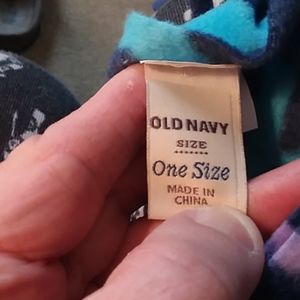 OLD NAVY
SIZE
One Size
MADE IN
CHINA